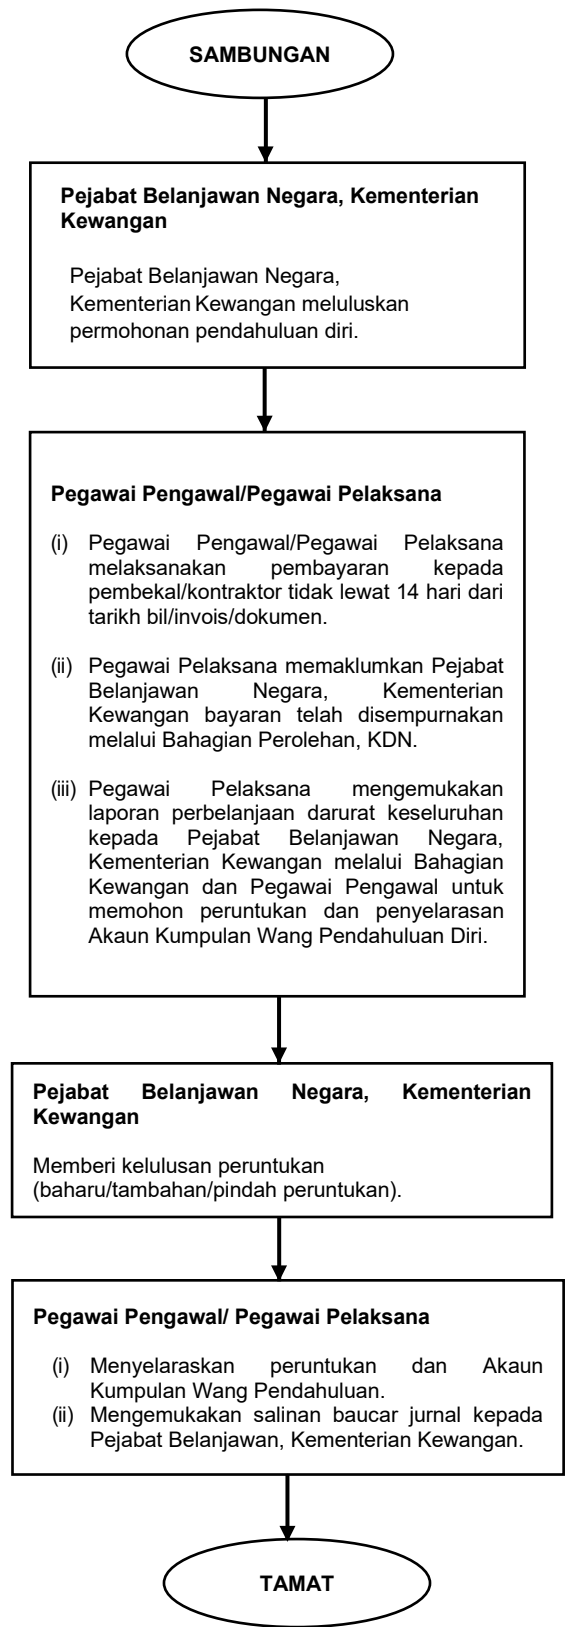 SAMBUNGAN
Pejabat Belanjawan Negara, Kementerian
Kewangan
Pejabat Belanjawan Negara,
Kementerian Kewangan meluluskan
permohonan pendahuluan diri.
Pegawai Pengawal/Pegawai Pelaksana
(i) Pegawai Pengawal/Pegawai Pelaksana
melaksanakan pembayaran kepada
pembekal/kontraktor tidak lewat 14 hari dari
tarikh bil/invois/dokumen.
(ii) Pegawai Pelaksana memaklumkan Pejabat
Belanjawan Negara, Kementerian
Kewangan bayaran telah disempurnakan
melalui Bahagian Perolehan, KDN.
(iii) Pegawai Pelaksana mengemukakan
laporan perbelanjaan darurat keseluruhan
kepada Pejabat Belanjawan Negara,
Kementerian Kewangan melalui Bahagian
Kewangan dan Pegawai Pengawal untuk
memohon peruntukan dan penyelarasan
Akaun Kumpulan Wang Pendahuluan Diri.
Pejabat Belanjawan Negara, Kementerian
Kewangan
Memberi kelulusan peruntukan
(baharu/tambahan/pindah peruntukan).
Pegawai Pengawal/ Pegawai Pelaksana
(i) Menyelaraskan peruntukan dan Akaun
Kumpulan Wang Pendahuluan.
(ii) Mengemukakan salinan baucar jurnal kepada
Pejabat Belanjawan, Kementerian Kewangan.
TAMAT